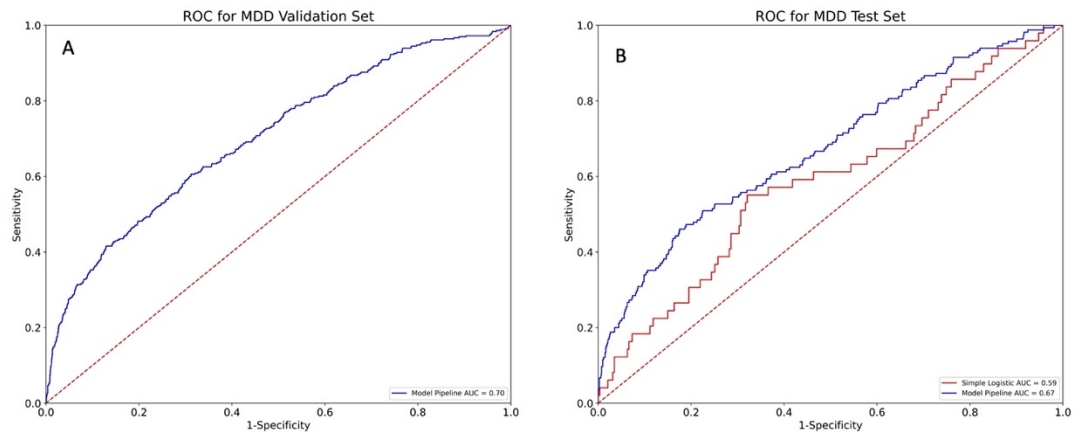 ROC for MDD Validation Set
A
1.0
0.8
0.6
0.4
0.2
0.0
Sensitivity
0.0 0.2 0.4 0.6 0.8 1.0
1-Specificity
Model Pipeline AUC = 0.70
ROC for MDD Test Set
B
1.0
0.8
0.6
0.4
0.2
0.0
Sensitivity
0.0 0.2 0.4 0.6 0.8 1.0
1-Specificity
Simple Logistic AUC = 0.59
Model Pipeline AUC = 0.67